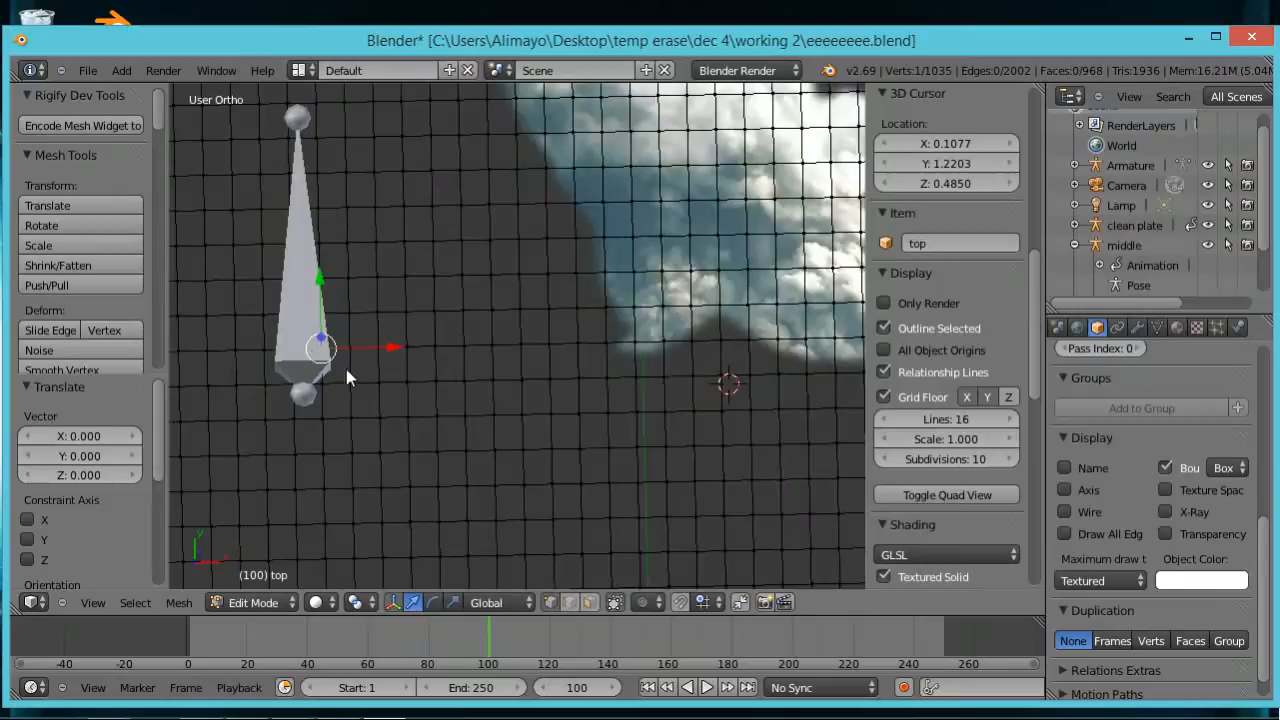 Blender* [C:\Users\Alimayo\Desktop\temp erase\dec 4\working 2\eeeeeeee.blend]
File Add Render Window Help Default Scene Blender Render v2.69 | Verts:1/1035 | Edges:0/2002 | Faces:0/968 | Tris:1936 | Mem:16.21M (5.04M
Rigify Dev Tools
Encode Mesh Widget to
Mesh Tools
Transform:
Translate
Rotate
Scale
Shrink/Fatten
Push/Pull
Deform:
Slide Edge Vertex
Noise
Smooth Vertex
Translate
Vector
X: 0.000
Y: 0.000
Z: 0.000
Constraint Axis
X
Y
Z
Orientation
User Ortho
(100) top
3D Cursor
Location:
X: 0.1077
Y: 1.2203
Z: 0.4850
Item
top
Display
Only Render
Outline Selected
All Object Origins
Relationship Lines
Grid Floor X Y Z
Lines: 16
Scale: 1.000
Subdivisions: 10
Toggle Quad View
Shading
GLSL
Textured Solid
View Search All Scenes
RenderLayers
World
Armature
Camera
Lamp
clean plate
middle
Animation
Pose
Pass Index: 0
Groups
Add to Group
Display
Name Bou Box
Axis Texture Spac
Wire X-Ray
Draw All Edg Transparency
Maximum draw t Object Color:
Textured
Duplication
None Frames Verts Faces Group
Relations Extras
Motion Paths
View Select Mesh Edit Mode Global
-40 -20 0 20 40 60 80 100 120 140 160 180 200 220 240 260
View Marker Frame Playback Start: 1 End: 250 100 No Sync